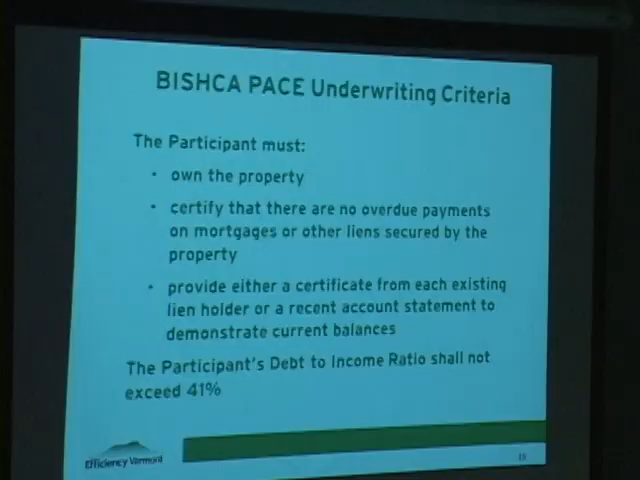 BISHCA PACE Underwriting Criteria
The Participant must:
• own the property
• certify that there are no overdue payments
on mortgages or other liens secured by the
property
• provide either a certificate from each existing
lien holder or a recent account statement to
demonstrate current balances
The Participant's Debt to Income Ratio shall not
exceed 41%
Efficiency Vermont